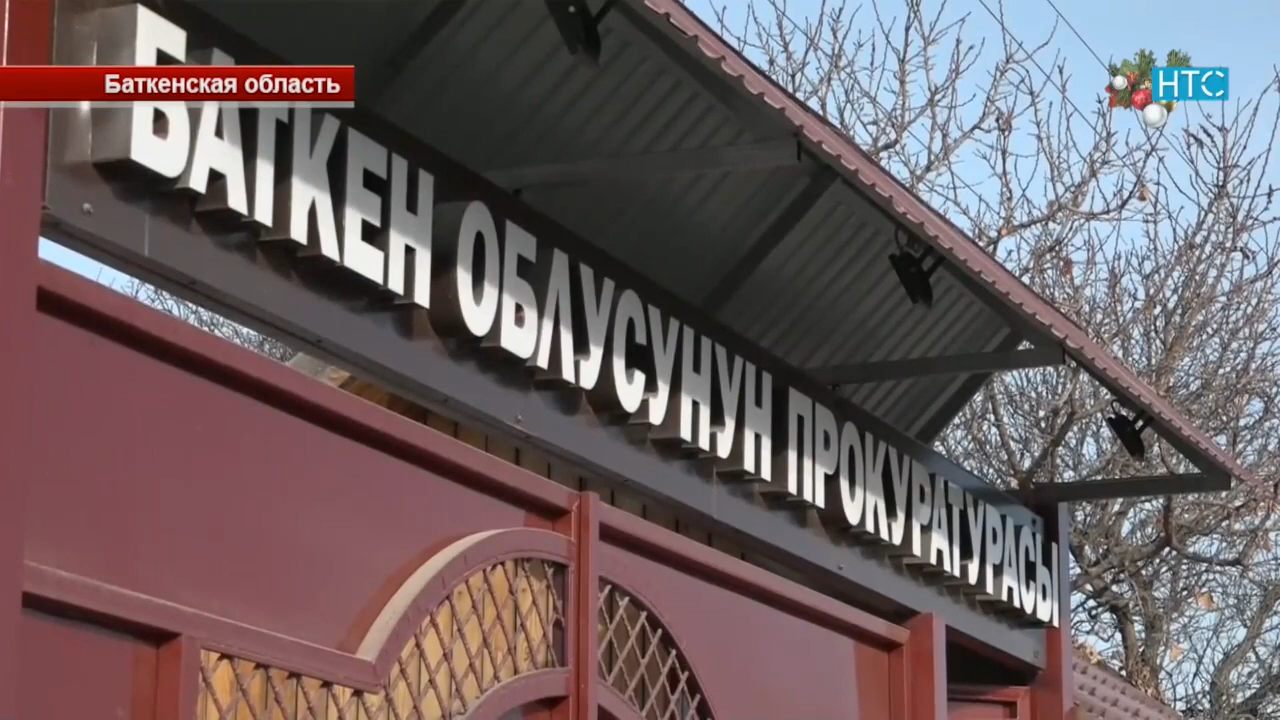 Баткенская область
НТС
БАТКЕН ОБЛУСУНУН ПРОКУРАТУРАСЫ